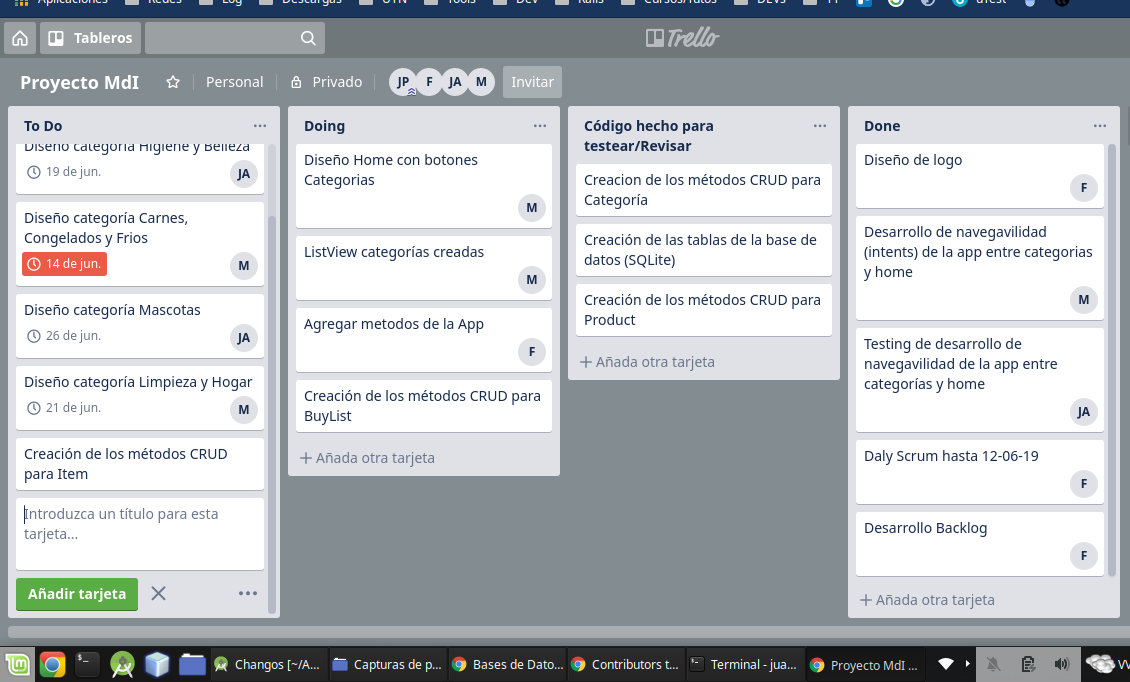 Aplicaciones Redes Log Descargas UTN Tools Dev Rails Cursos/Tutos DEVs
Tableros
Trello
Proyecto MdI
Personal
Privado
JP F JA M
Invitar
To Do
Diseño categoría Higiene y Belleza
19 de jun.
JA
Diseño categoría Carnes,
Congelados y Frios
14 de jun.
M
Diseño categoría Mascotas
26 de jun.
JA
Diseño categoría Limpieza y Hogar
21 de jun.
M
Creación de los métodos CRUD
para Item
Introduzca un título para esta
tarjeta...
Añadir tarjeta
Doing
Diseño Home con botones
Categorias
M
ListView categorías creadas
M
Agregar metodos de la App
F
Creación de los métodos CRUD para
BuyList
Añada otra tarjeta
Código hecho para
testear/Revisar
Creacion de los métodos CRUD para
Categoría
Creación de las tablas de la base de
datos (SQLite)
Creación de los métodos CRUD para
Product
Añada otra tarjeta
Done
Diseño de logo
F
Desarrollo de navegavilidad
(intents) de la app entre categorias
y home
M
Testing de desarrollo de
navegavilidad de la app entre
categorías y home
JA
Daly Scrum hasta 12-06-19
F
Desarrollo Backlog
F
Añada otra tarjeta
Changos [~/A...
Capturas de p...
Bases de Dato...
Contributors t...
Terminal - jua...
Proyecto MdI ...